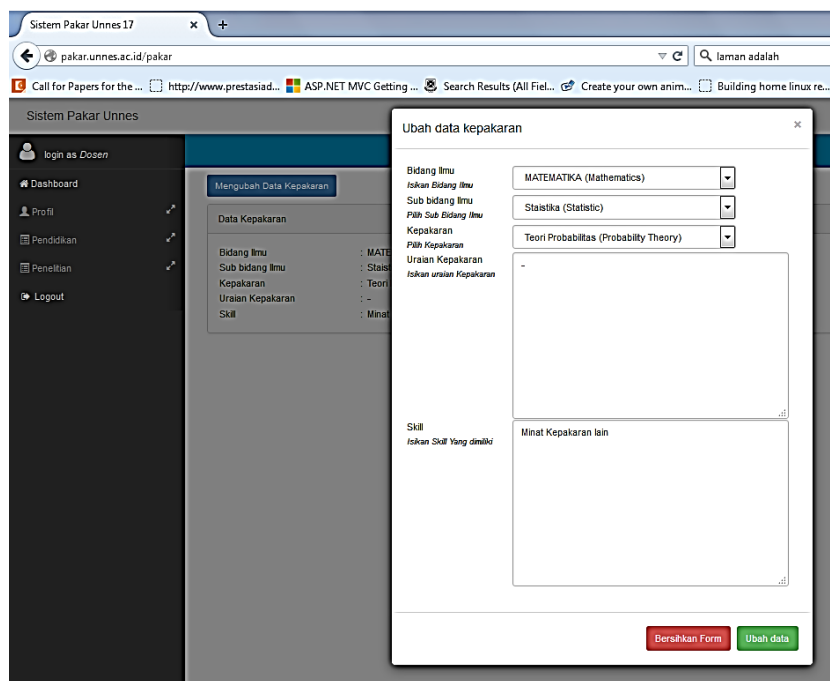 Sistem Pakar Unnes 17
pakar.unnes.ac.id/pakar
laman adalah
Call for Papers for the ... http://www.prestasiad... ASP.NET MVC Getting ... Search Results (All Fiel... Create your own anim... Building home linux re...
Sistem Pakar Unnes
login as Dosen
Dashboard
Profil
Pendidikan
Penelitian
Logout
Mengubah Data Kepakaran
Data Kepakaran
Bidang Ilmu : MATE
Sub bidang Ilmu : Staist
Kepakaran : Teori
Uraian Kepakaran : -
Skill : Minat
Ubah data kepakaran ×
Bidang Ilmu
Isikan Bidang Ilmu
MATEMATIKA (Mathematics)
Sub bidang Ilmu
Pilih Sub Bidang Ilmu
Staistika (Statistic)
Kepakaran
Pilih Kepakaran
Teori Probabilitas (Probability Theory)
Uraian Kepakaran
Isikan uraian Kepakaran
-
Skill
Isikan Skill Yang dimiliki
Minat Kepakaran lain
Bersihkan Form Ubah data